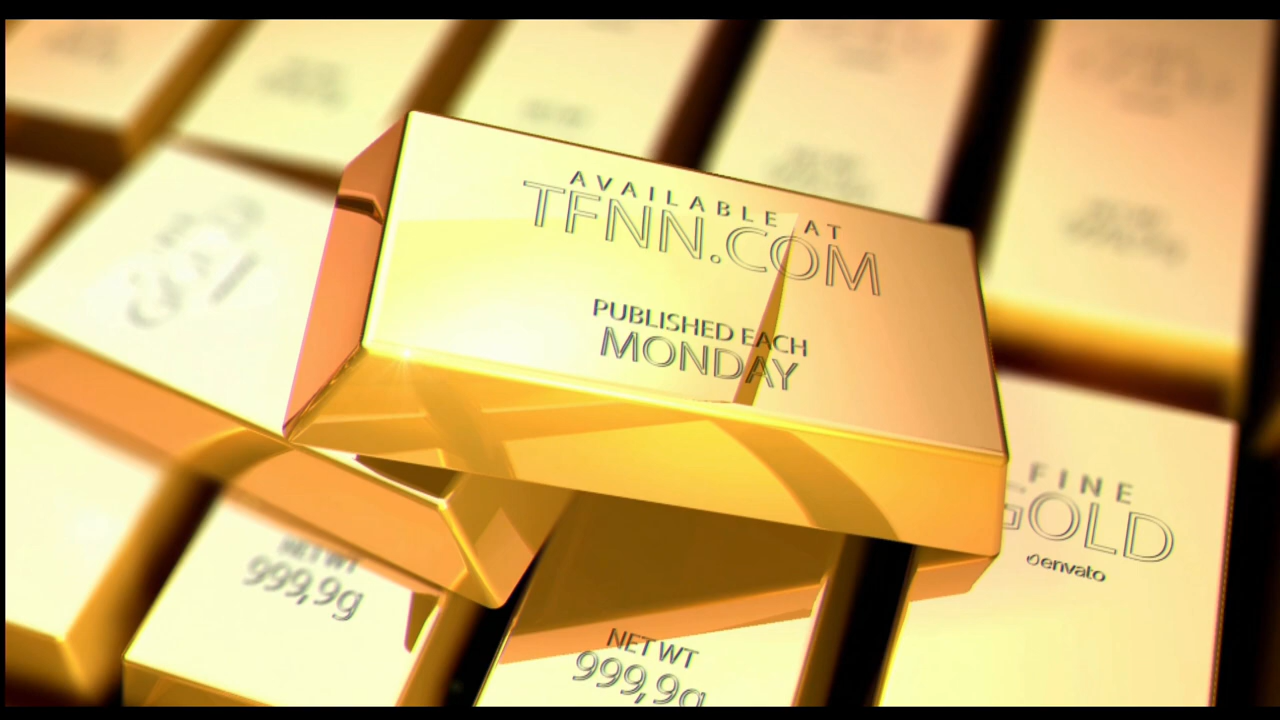 AVAILABLE AT
TFNN.COM
PUBLISHED EACH
MONDAY
FINE
GOLD
envato
NET WT
999,9g
NET WT
999,9g